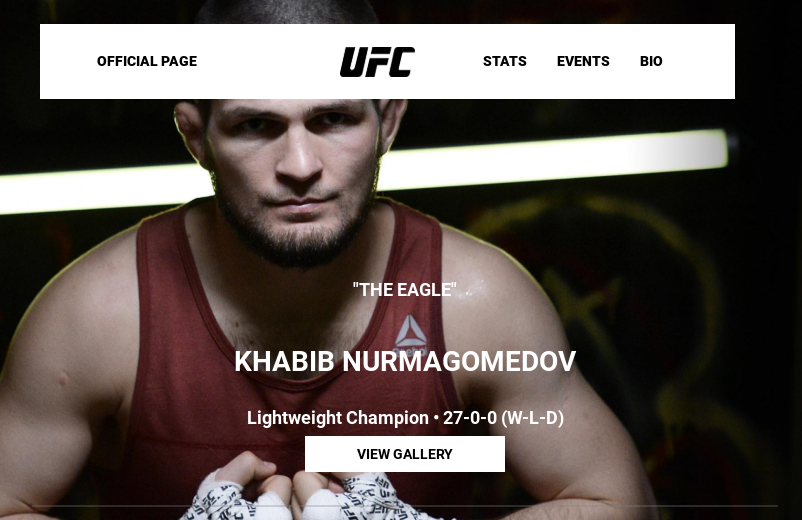 OFFICIAL PAGE UFC STATS EVENTS BIO
"THE EAGLE"
KHABIB NURMAGOMEDOV
Lightweight Champion • 27-0-0 (W-L-D)
VIEW GALLERY